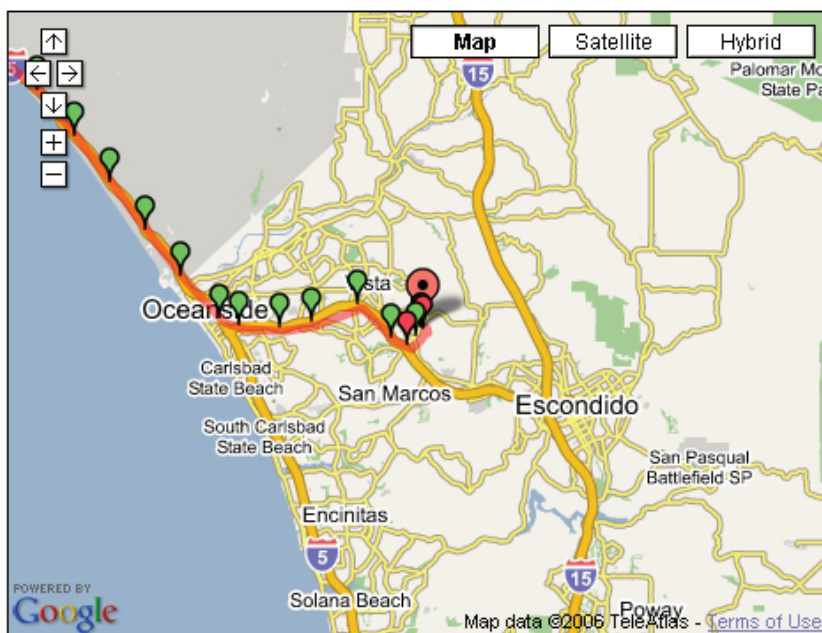 Map
Satellite
Hybrid
5
15
Palomar Mo
State Pa
Vista
Oceanside
Carlsbad
State Beach
San Marcos
Escondido
South Carlsbad
State Beach
San Pasqual
Battlefield SP
Encinitas
5
15
Solana Beach
Poway
POWERED BY
Google
Map data ©2006 TeleAtlas - Terms of Use